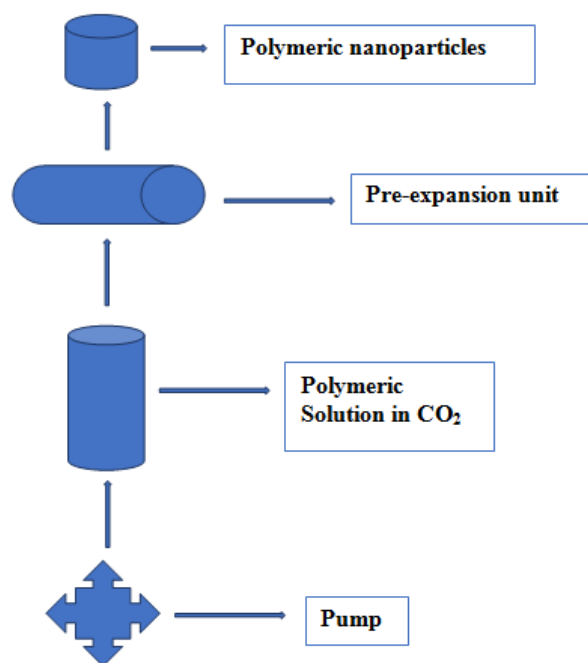 Polymeric nanoparticles
Pre-expansion unit
Polymeric
Solution in CO₂
Pump